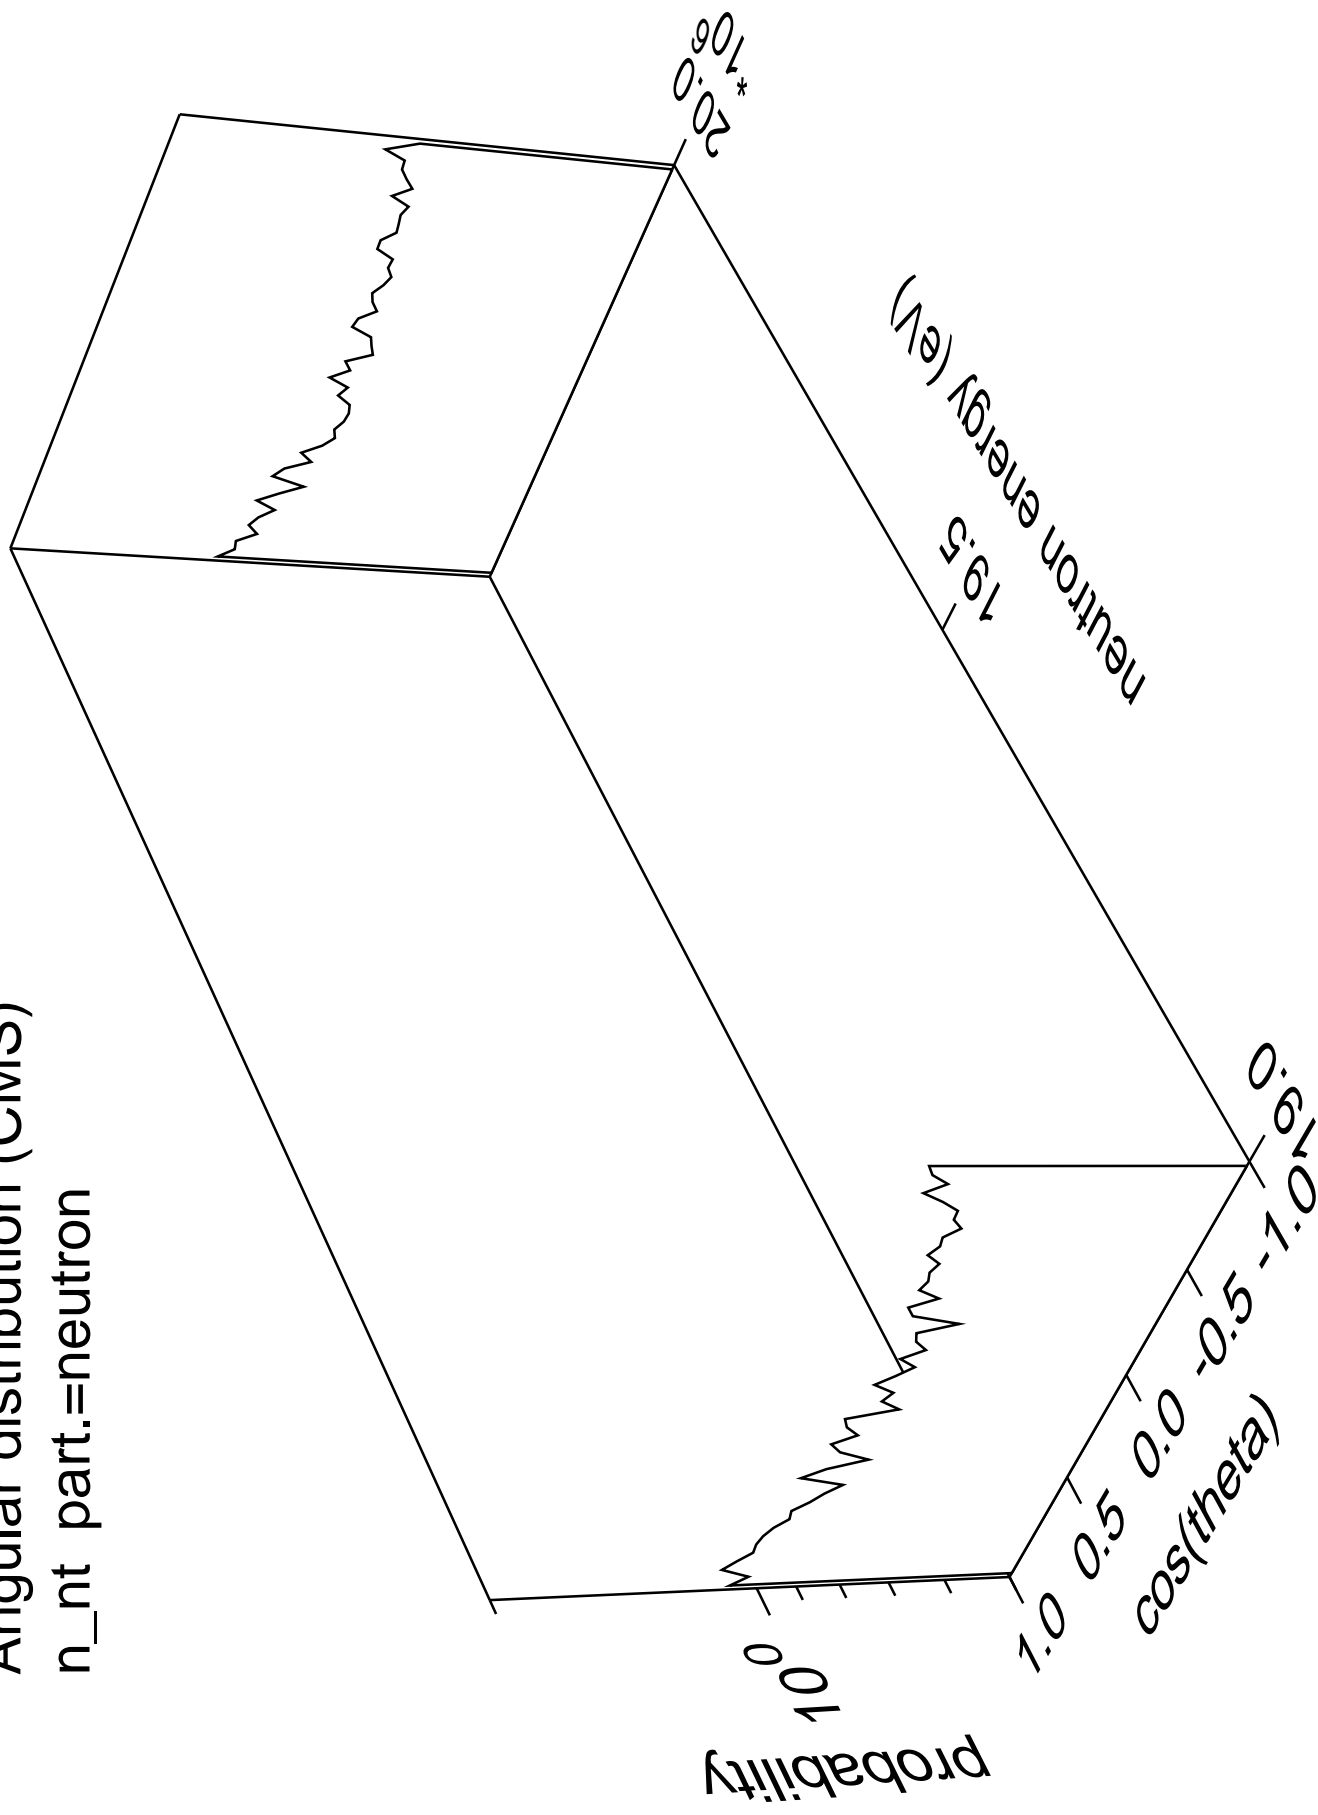 Angular distribution (CMS)
n_nt part.=neutron
probability
10^0
1.0 0.5 0.0 -0.5 -1.0
cos(theta)
19.0 19.5 20.0
*10^6
neutron energy (eV)